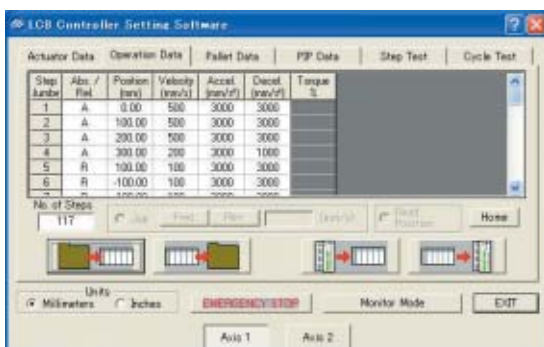 LCB Controller Setting Software
Actuator Data Operation Data Pallet Data PIP Data Step Test Cycle Test
Step Abs. / Position Velocity Accel. Decel. Torque
Rel. (mm) (mm/s) (mm/s²) (mm/s²) %
1 A 0.00 500 3000 3000
2 A 100.00 500 3000 3000
3 A 200.00 500 3000 3000
4 A 300.00 200 3000 1000
5 R 100.00 100 3000 3000
6 R -100.00 100 3000 3000
No. of Steps
117 Jog (mm/s) Position Home
Units
Millimeters Inches EMERGENCY STOP Monitor Mode EXIT
Axis 1 Axis 2